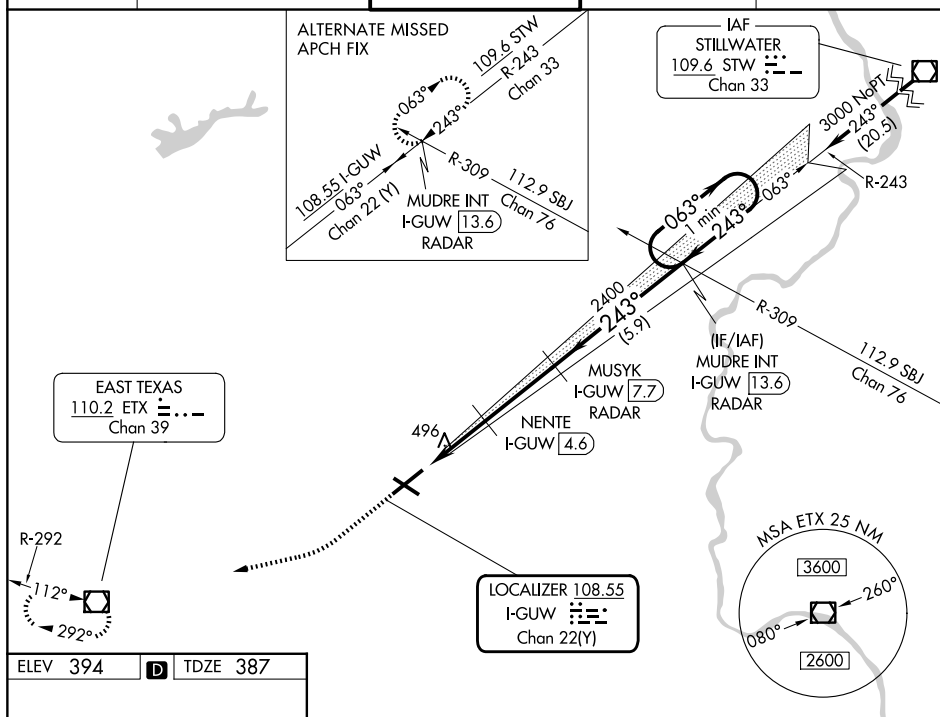 ALTERNATE MISSED
APCH FIX
109.6 STW
R-243
Chan 33
063°
243°
108.55 I-GUW
063°
Chan 22 (Y)
R-309
112.9 SBJ
Chan 76
MUDRE INT
I-GUW 13.6
RADAR
IAF
STILLWATER
109.6 STW
Chan 33
3000 NoPT
243°
(20.5)
R-243
063°
1 min
063°
243°
2400
243°
(5.9)
R-309
112.9 SBJ
Chan 76
(IF/IAF)
MUDRE INT
I-GUW 13.6
RADAR
MUSYK
I-GUW 7.7
RADAR
NENTE
I-GUW 4.6
496
EAST TEXAS
110.2 ETX
Chan 39
R-292
112°
292°
LOCALIZER 108.55
I-GUW
Chan 22(Y)
MSA ETX 25 NM
3600
260°
080°
2600
ELEV 394 D TDZE 387